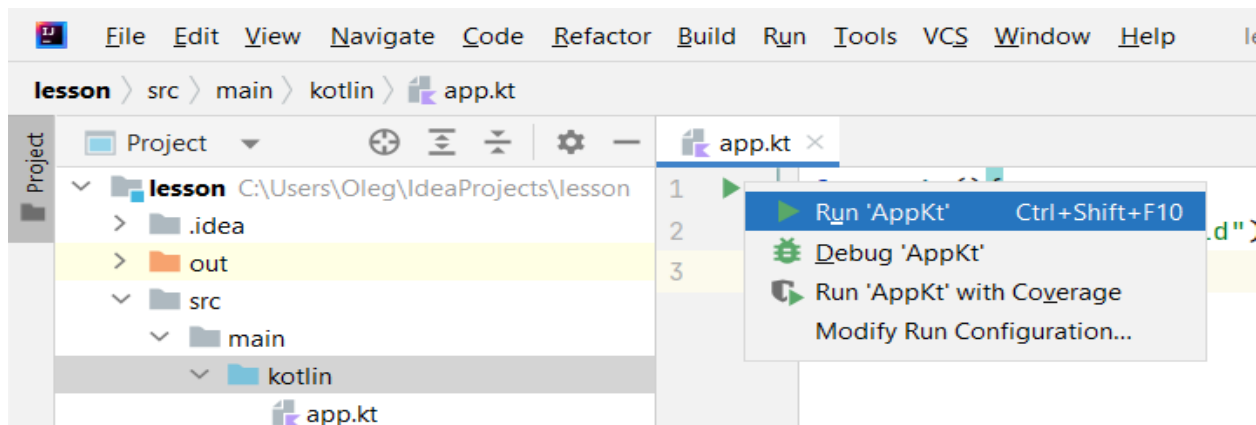 File Edit View Navigate Code Refactor Build Run Tools VCS Window Help
lesson src main kotlin app.kt
Project
Project
app.kt
lesson C:\Users\Oleg\IdeaProjects\lesson
.idea
out
src
main
kotlin
app.kt
1
2 d")
3
Run 'AppKt' Ctrl+Shift+F10
Debug 'AppKt'
Run 'AppKt' with Coverage
Modify Run Configuration...